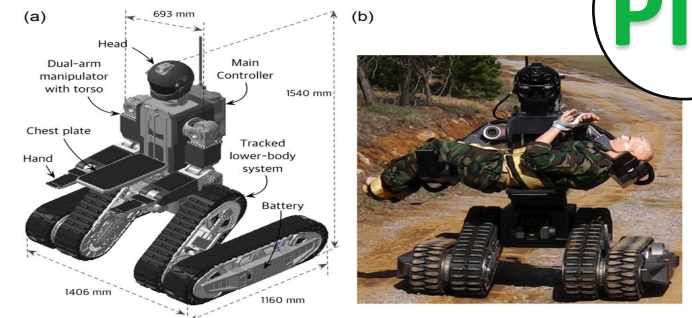 (a)
693 mm
Head
Dual-arm
manipulator
with torso
Main
Controller
1540 mm
Chest plate
Hand
Tracked
lower-body
system
Battery
1406 mm
1160 mm
(b)